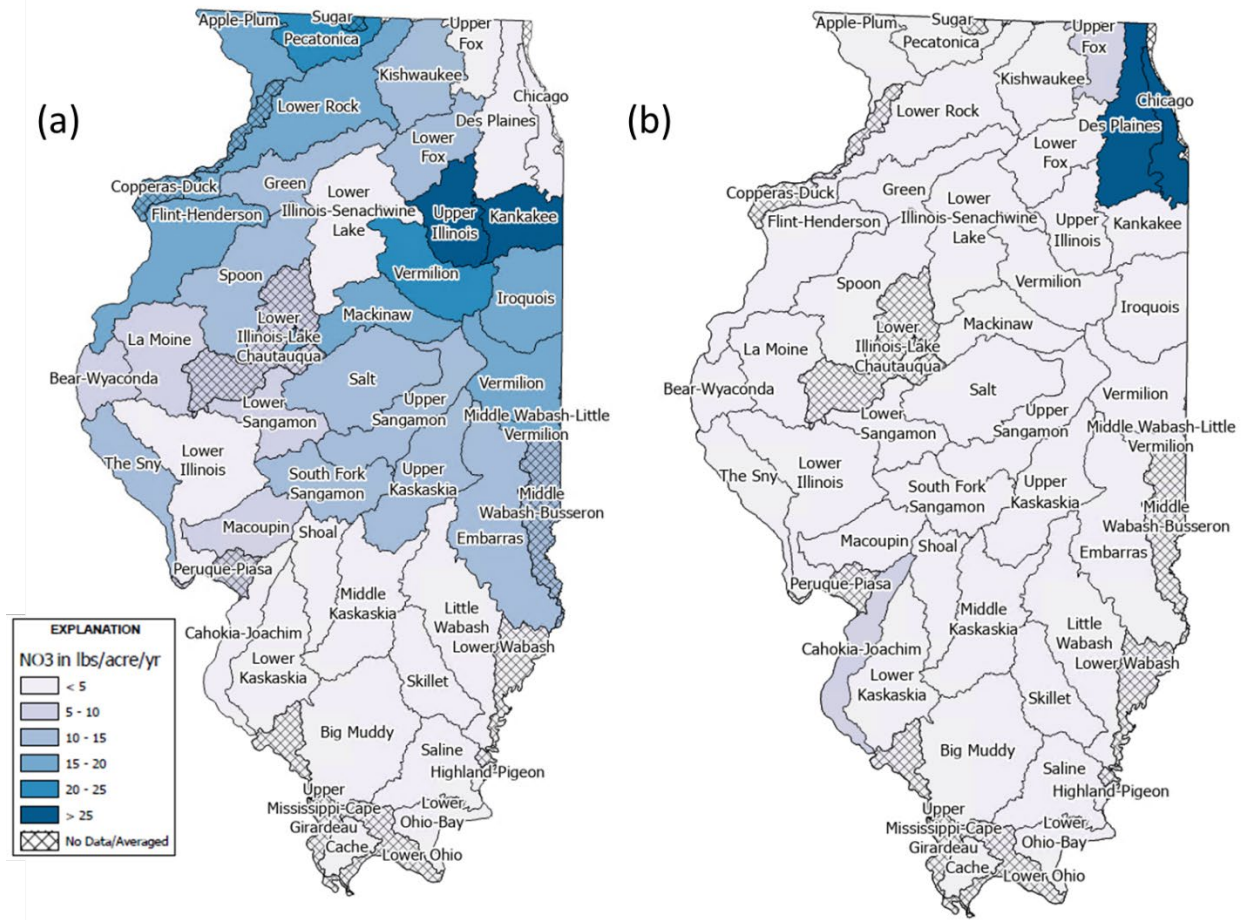 (a)
Apple-Plum
Sugar
Pecatonica
Upper
Fox
Kishwaukee
Chicago
Des Plaines
Lower Rock
Lower
Fox
Copperas-Duck
Green
Lower
Illinois-Senachwine
Lake
Upper
Illinois
Kankakee
Flint-Henderson
Spoon
Vermilion
Iroquois
Lower
Illinois-Lake
Chautauqua
Mackinaw
La Moine
Bear-Wyaconda
Salt
Vermilion
Lower
Sangamon
Upper
Sangamon
Middle Wabash-Little
Vermilion
The Sny
Lower
Illinois
South Fork
Sangamon
Upper
Kaskaskia
Middle
Wabash-Busseron
Macoupin
Shoal
Embarras
Peruque-Piasa
Middle
Kaskaskia
Little
Wabash
Cahokia-Joachim
Lower Wabash
Lower
Kaskaskia
Skillet
Big Muddy
Saline
Highland-Pigeon
Upper
Mississippi-Cape
Girardeau
Lower
Ohio-Bay
Cache
Lower Ohio
EXPLANATION
NO3 in lbs/acre/yr
< 5
5 - 10
10 - 15
15 - 20
20 - 25
> 25
No Data/Averaged
(b)
Apple-Plum
Sugar
Pecatonica
Upper
Fox
Kishwaukee
Chicago
Des Plaines
Lower Rock
Lower
Fox
Copperas-Duck
Green
Lower
Illinois-Senachwine
Lake
Upper
Illinois
Kankakee
Flint-Henderson
Spoon
Vermilion
Iroquois
Lower
Illinois-Lake
Chautauqua
Mackinaw
La Moine
Bear-Wyaconda
Salt
Vermilion
Lower
Sangamon
Upper
Sangamon
Middle Wabash-Little
Vermilion
The Sny
Lower
Illinois
South Fork
Sangamon
Upper
Kaskaskia
Middle
Wabash-Busseron
Macoupin
Shoal
Embarras
Peruque-Piasa
Middle
Kaskaskia
Little
Wabash
Cahokia-Joachim
Lower Wabash
Lower
Kaskaskia
Skillet
Big Muddy
Saline
Highland-Pigeon
Upper
Mississippi-Cape
Girardeau
Lower
Ohio-Bay
Cache
Lower Ohio